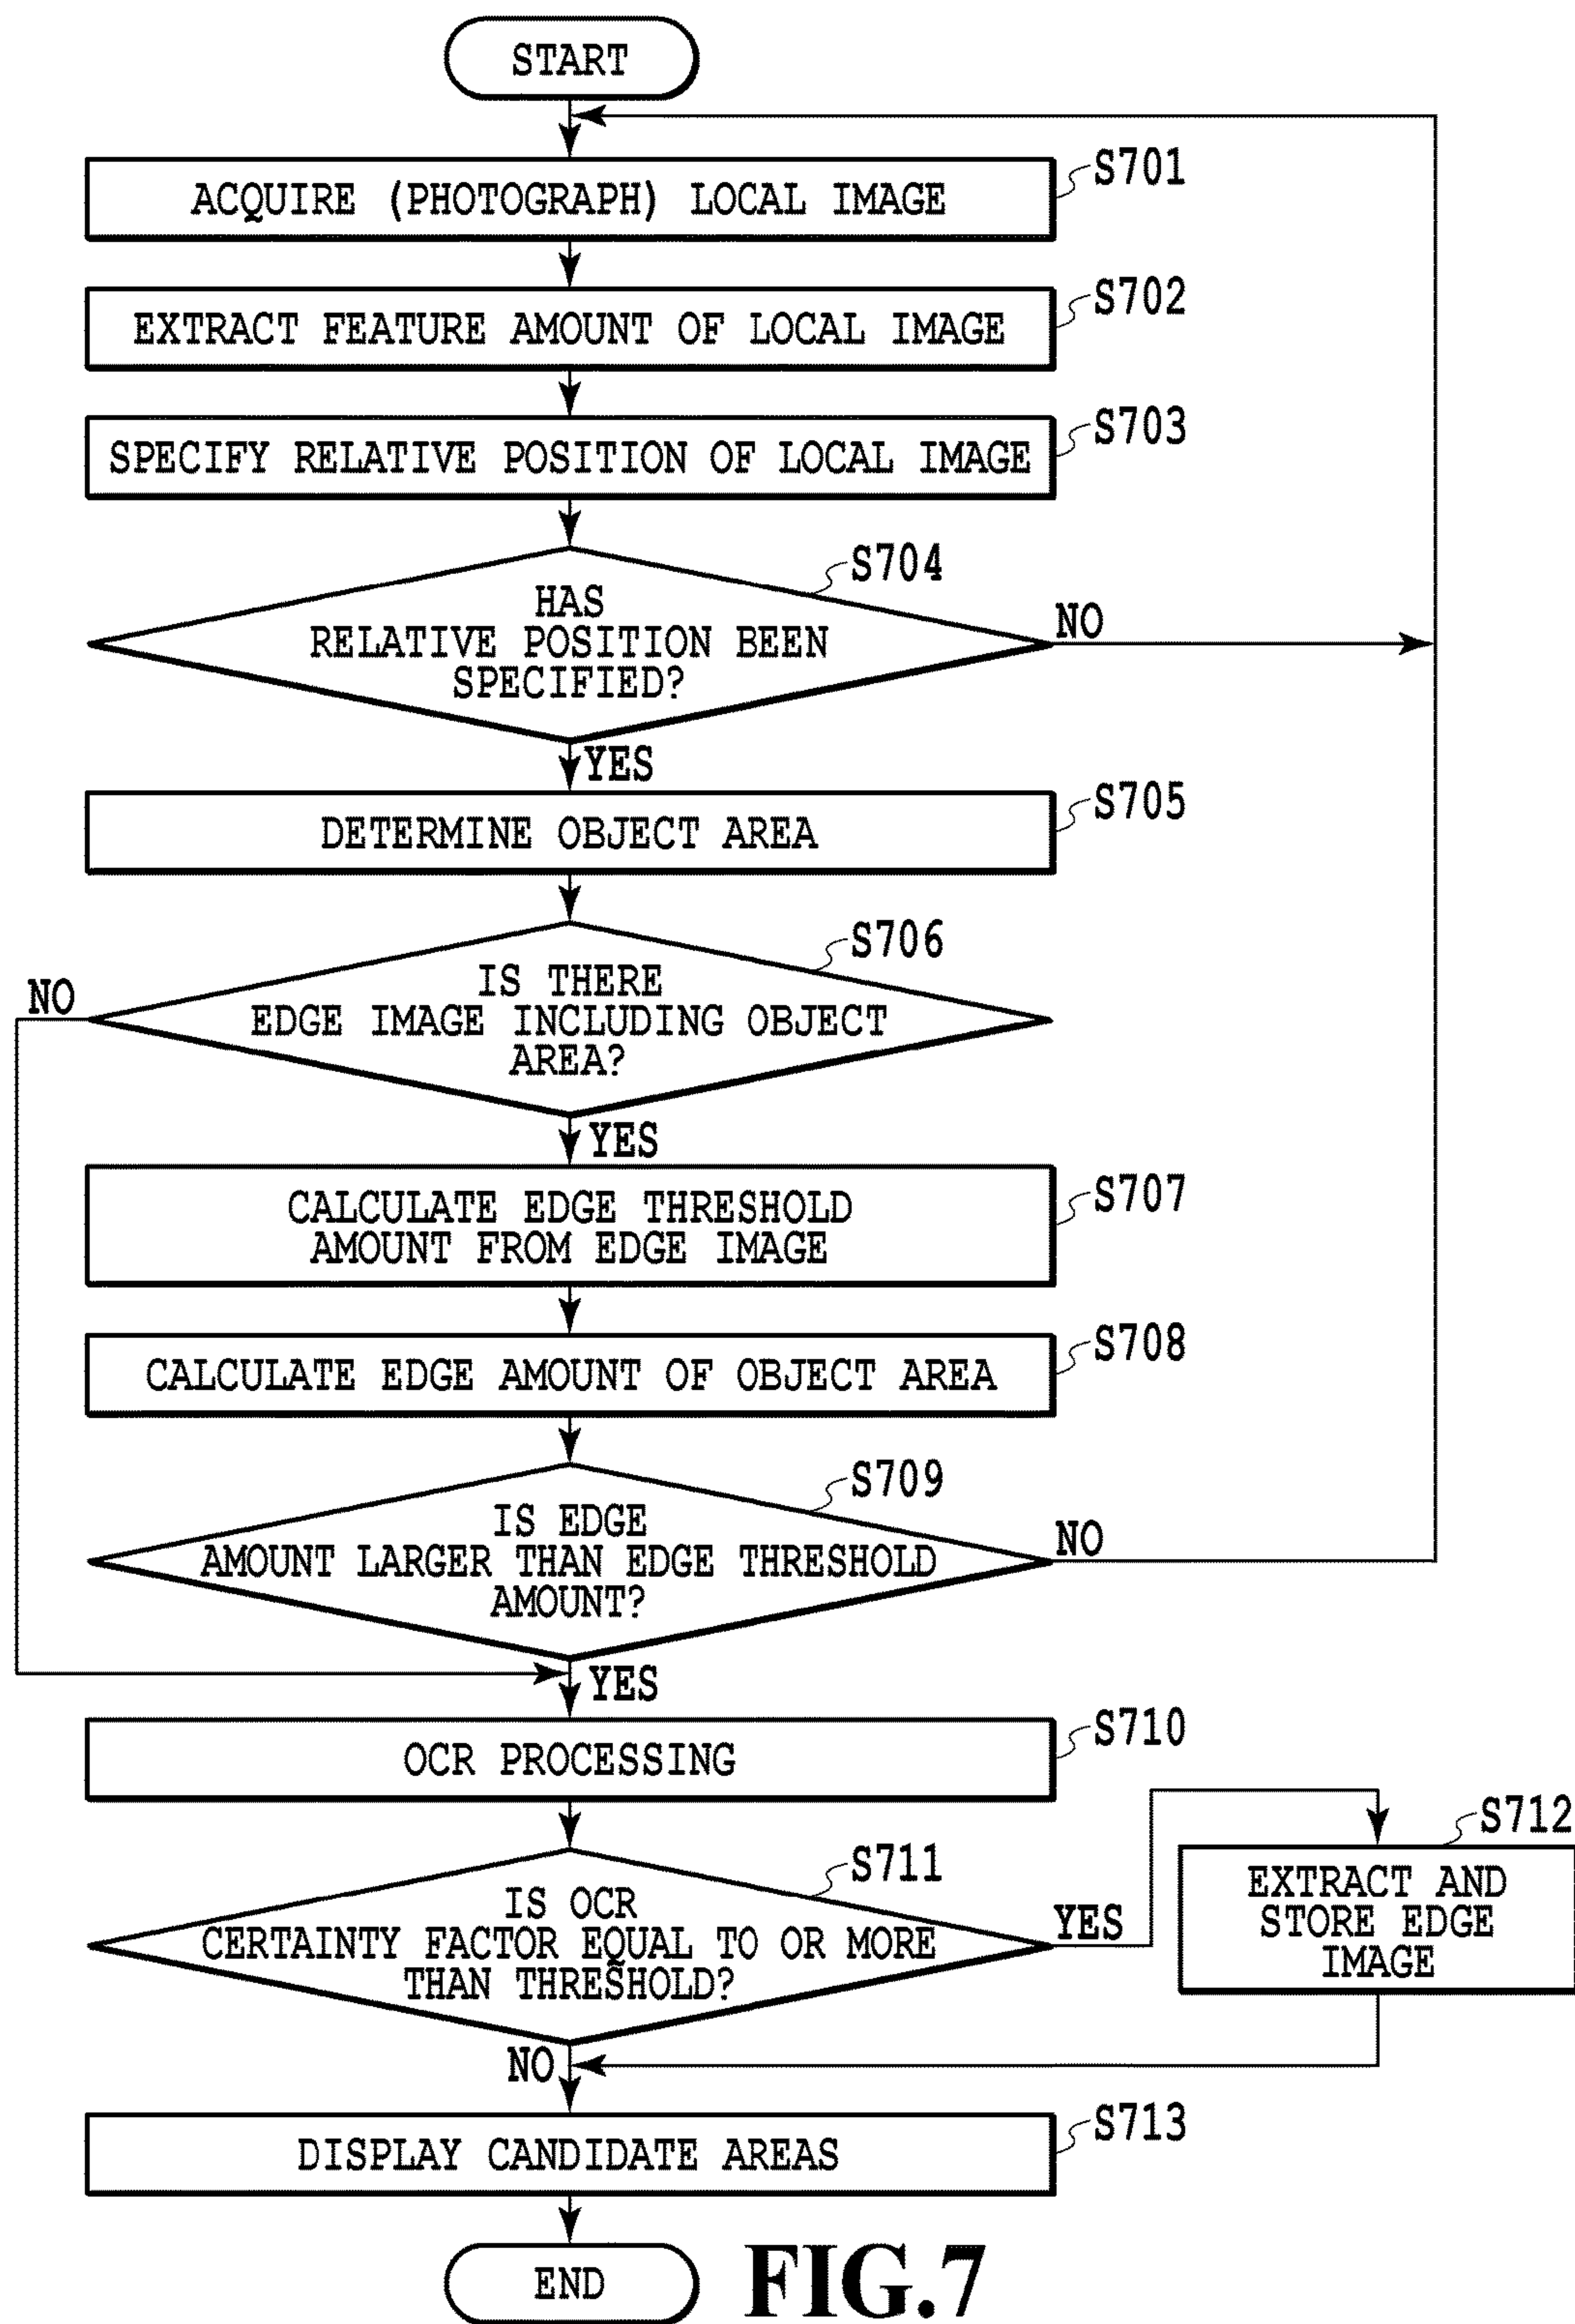 START
ACQUIRE (PHOTOGRAPH) LOCAL IMAGE
S701
EXTRACT FEATURE AMOUNT OF LOCAL IMAGE
S702
SPECIFY RELATIVE POSITION OF LOCAL IMAGE
S703
S704
HAS
RELATIVE POSITION BEEN
SPECIFIED?
NO
YES
DETERMINE OBJECT AREA
S705
S706
IS THERE
EDGE IMAGE INCLUDING OBJECT
AREA?
NO
YES
CALCULATE EDGE THRESHOLD
AMOUNT FROM EDGE IMAGE
S707
CALCULATE EDGE AMOUNT OF OBJECT AREA
S708
S709
IS EDGE
AMOUNT LARGER THAN EDGE THRESHOLD
AMOUNT?
NO
YES
OCR PROCESSING
S710
S711
IS OCR
CERTAINTY FACTOR EQUAL TO OR MORE
THAN THRESHOLD?
YES
S712
EXTRACT AND
STORE EDGE
IMAGE
NO
DISPLAY CANDIDATE AREAS
S713
END
FIG.7